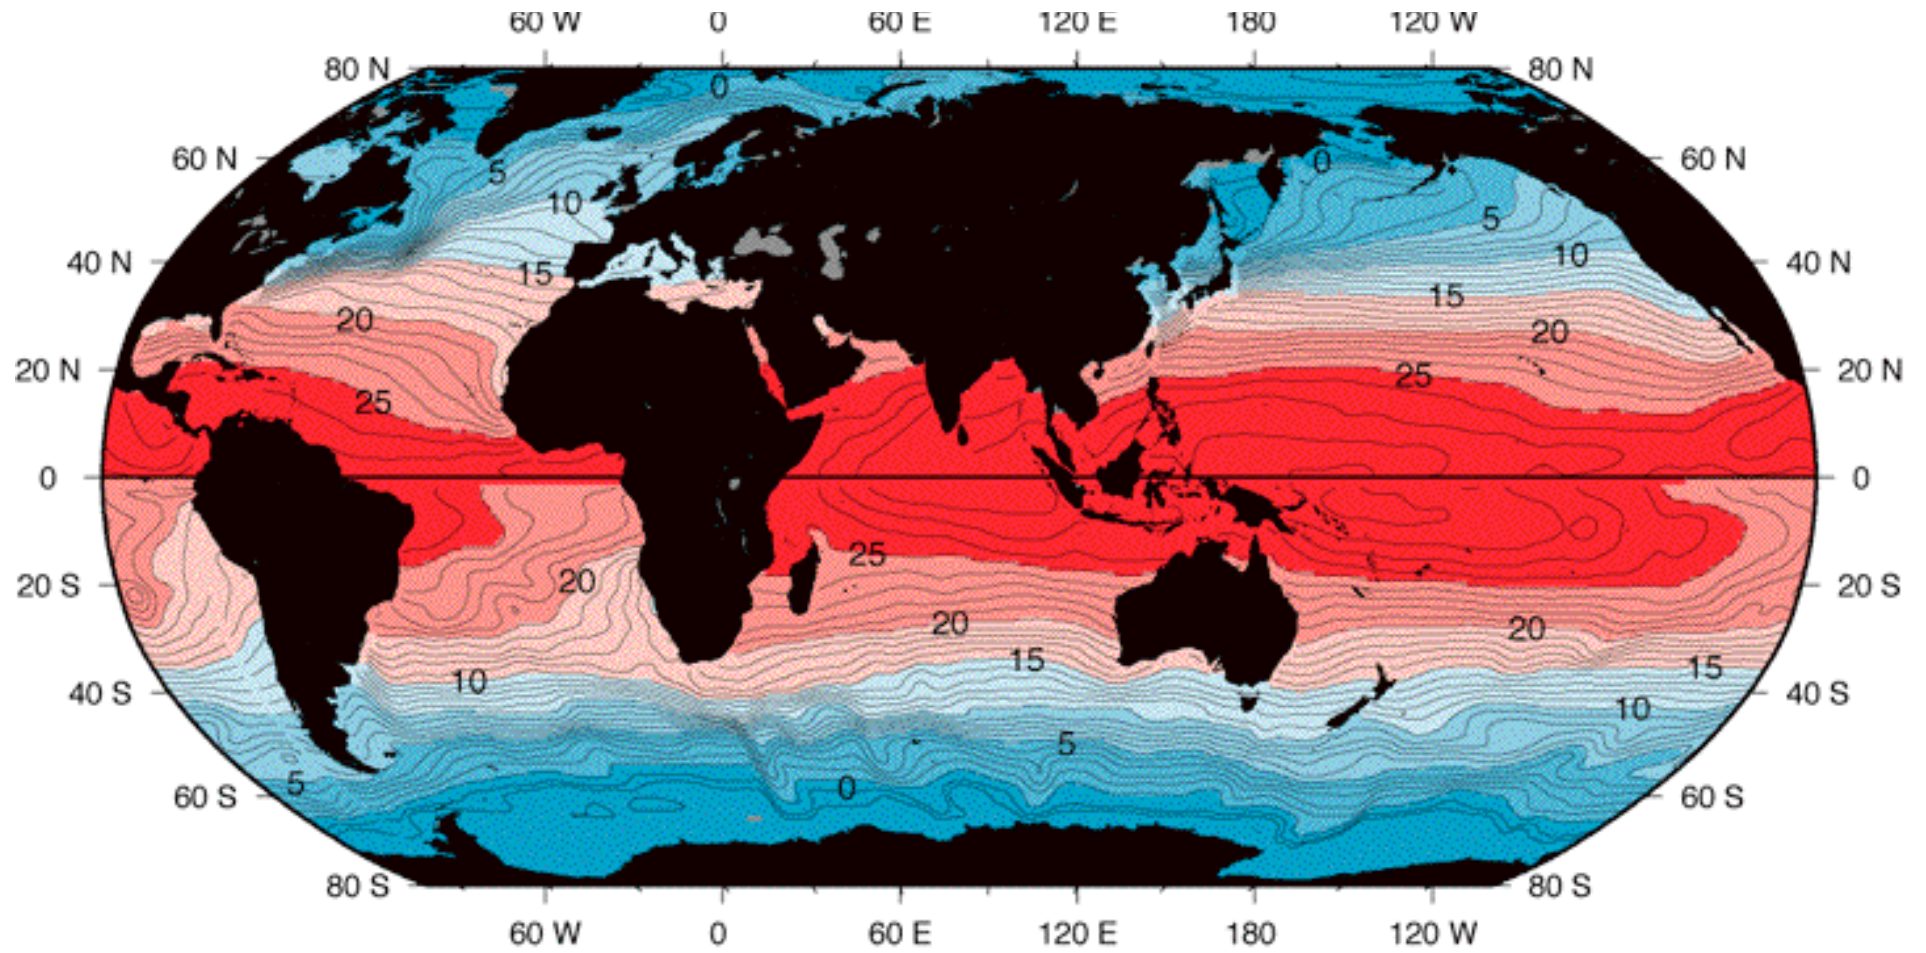 60 W 0 60 E 120 E 180 120 W
80 N 0 80 N
60 N 5 0 60 N
10 5
40 N 15 10 40 N
15
20 20
20 N 25 25 20 N
0 0
25
20 S 20 20 S
20 20
15 15
40 S 10 10 40 S
5
5 0
60 S 60 S
80 S 80 S
60 W 0 60 E 120 E 180 120 W